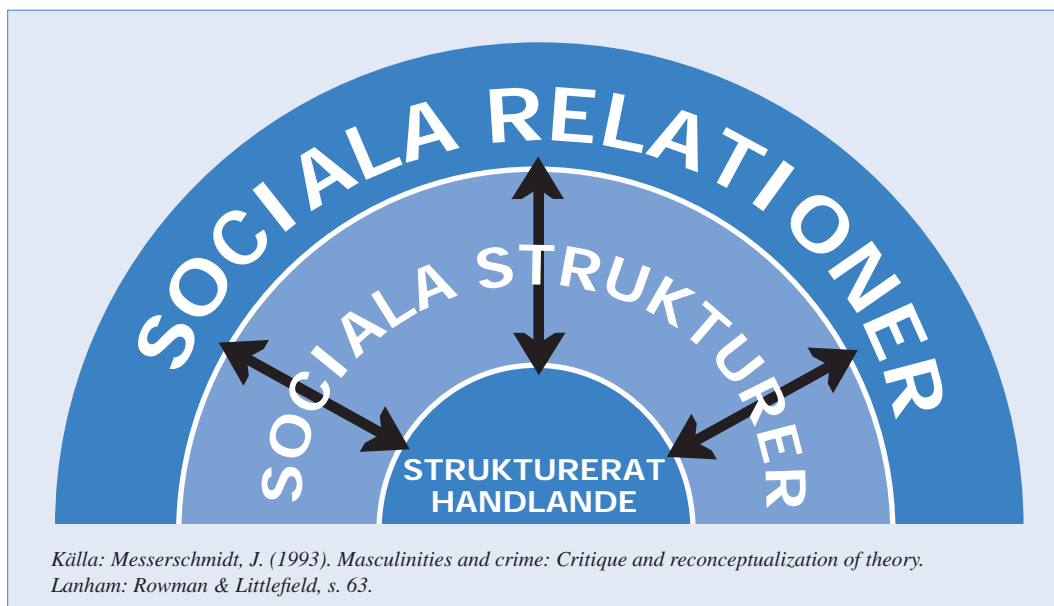 SOCIALA RELATIONER
SOCIALA STRUKTURER
STRUKTURERAT
HANDLANDE
Källa: Messerschmidt, J. (1993). Masculinities and crime: Critique and reconceptualization of theory.
Lanham: Rowman & Littlefield, s. 63.